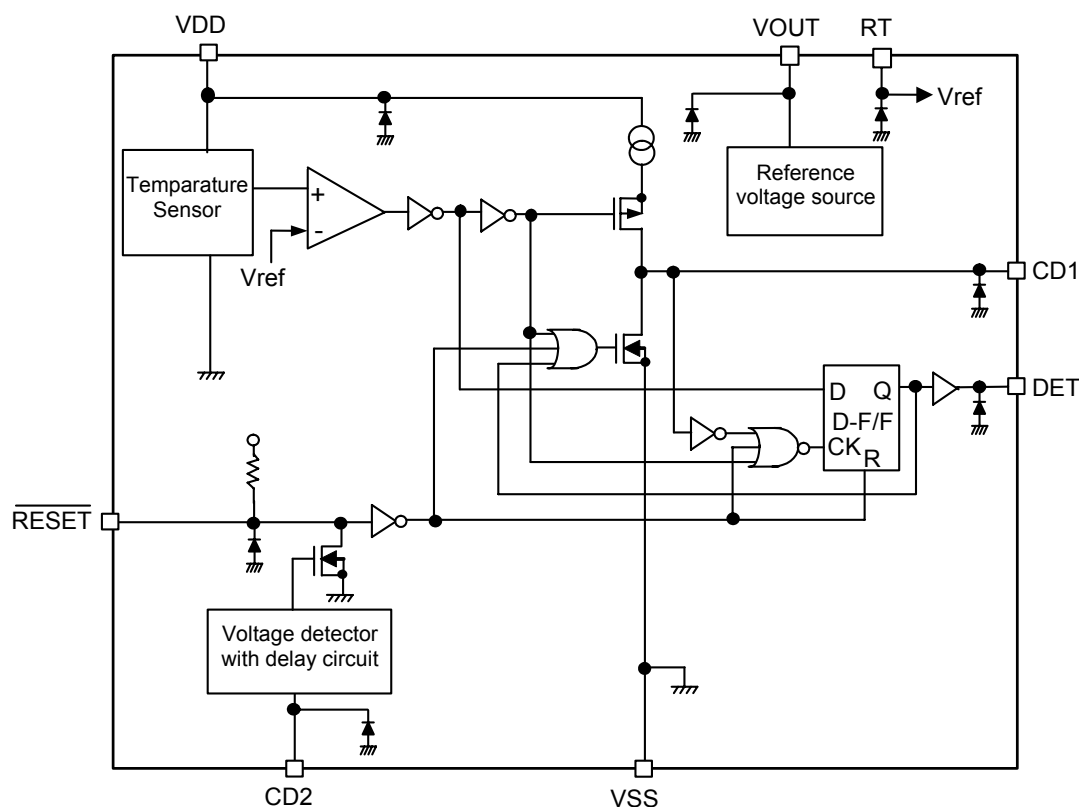 VDD
VOUT
RT
Vref
Temparature
Sensor
+
-
Vref
Reference
voltage source
CD1
DET
D
Q
D-F/F
CK
R
RESET
Voltage detector
with delay circuit
CD2
VSS